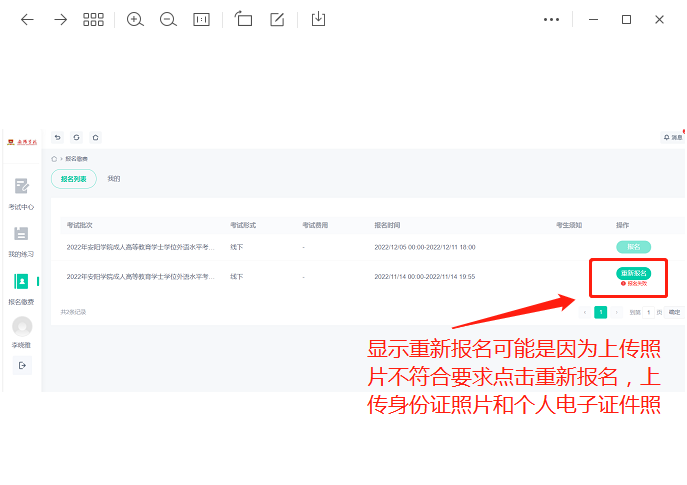 1:1
消息
报名缴费
报名列表 我的
考试中心
我的练习
报名缴费
李晓雅
考试批次 考试形式 考试费用 报名时间 考生须知 操作
2022年安阳学院成人高等教育学士学位外语水平考... 线下 - 2022/12/05 00:00-2022/12/11 18:00 报名
2022年安阳学院成人高等教育学士学位外语水平考... 线下 - 2022/11/14 00:00-2022/11/14 19:55 重新报名
报名失败
共2条记录 1 到第 1 页 确定
显示重新报名可能是因为上传照
片不符合要求点击重新报名，上
传身份证照片和个人电子证件照